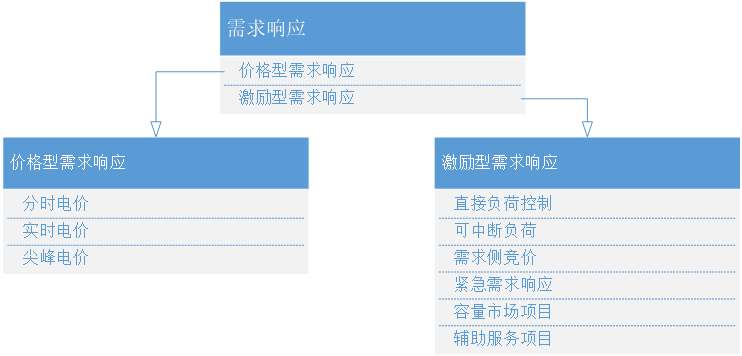 需求响应
价格型需求响应
激励型需求响应
价格型需求响应
分时电价
实时电价
尖峰电价
激励型需求响应
直接负荷控制
可中断负荷
需求侧竞价
紧急需求响应
容量市场项目
辅助服务项目